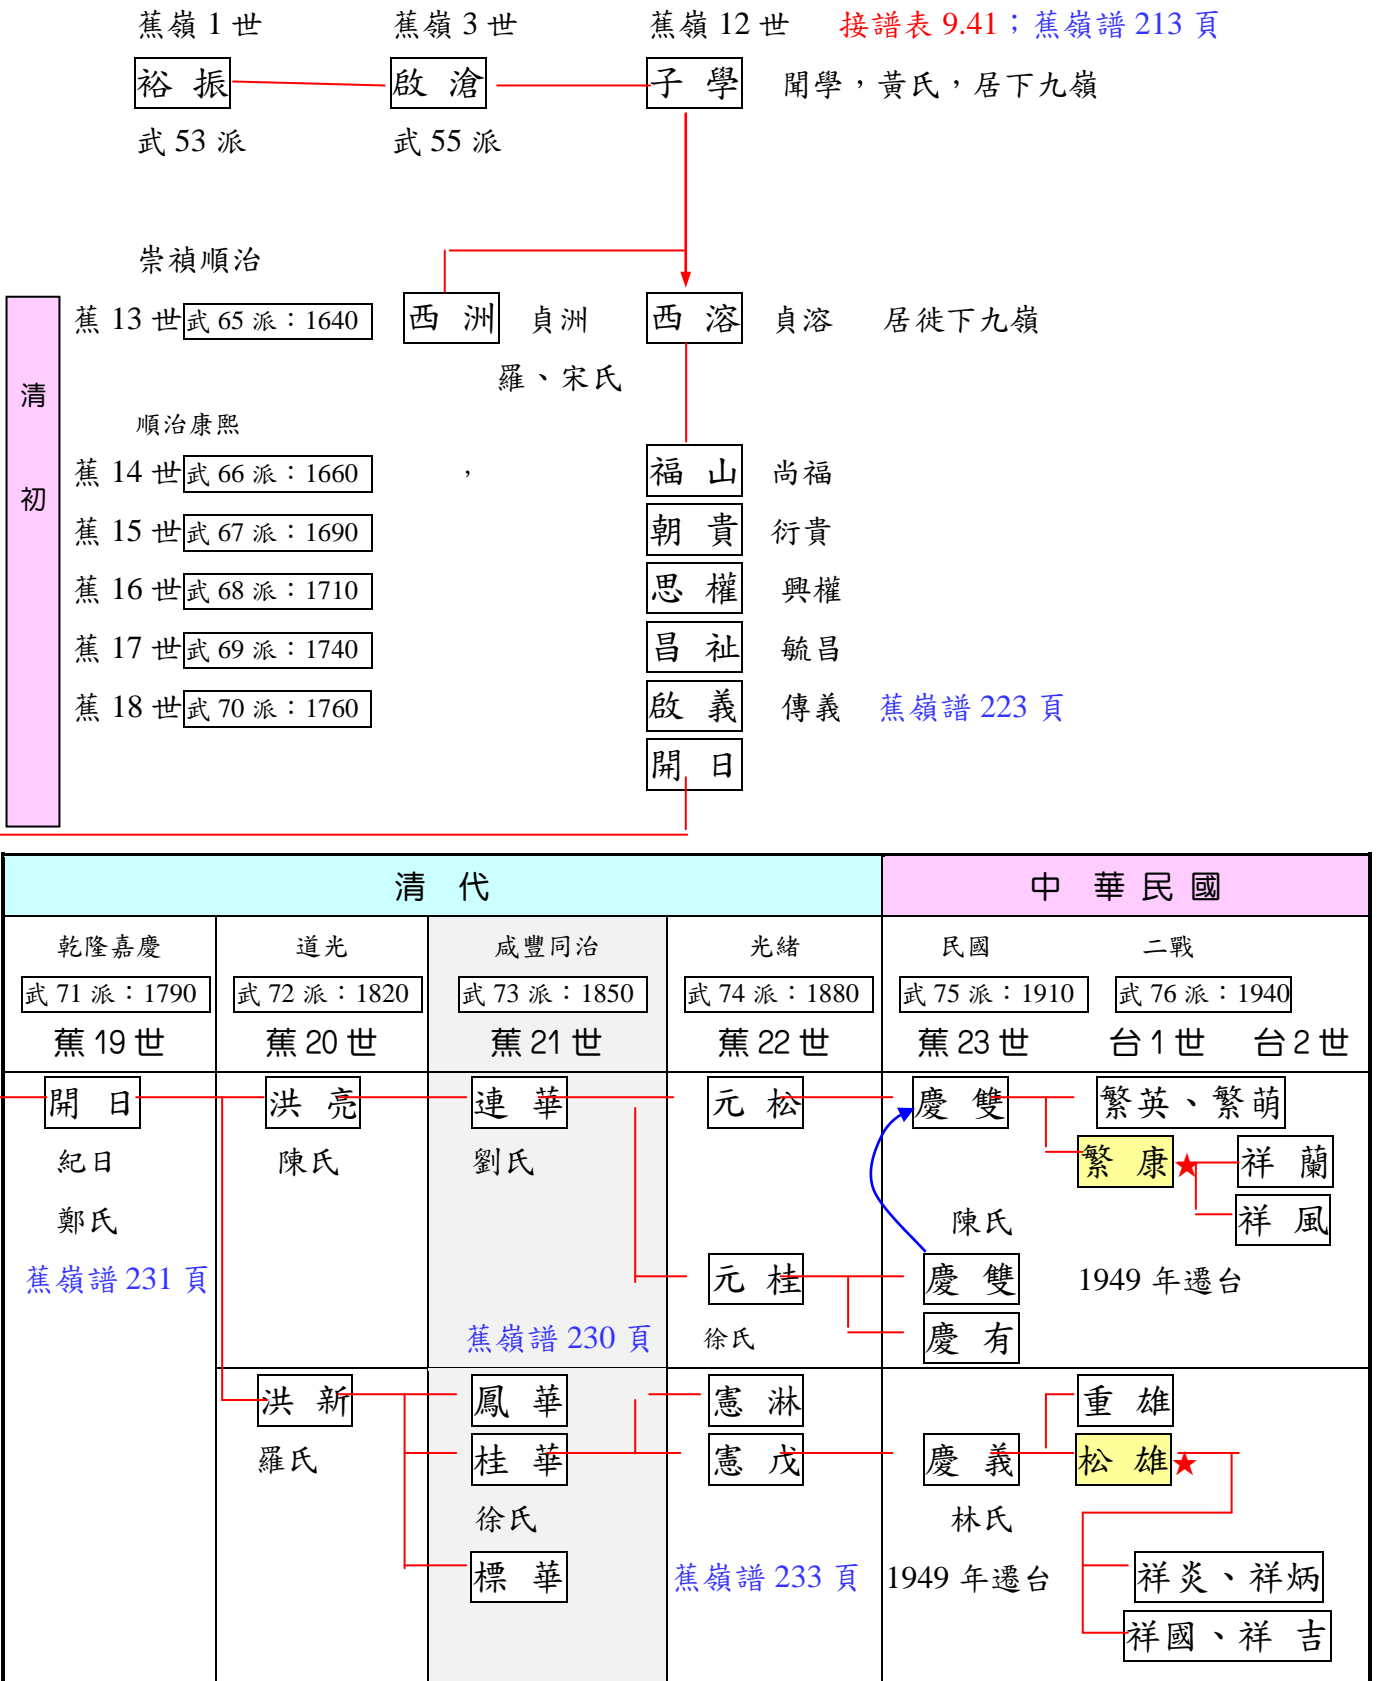 蕉嶺 1 世 蕉嶺 3 世 蕉嶺 12 世 接譜表 9.41；蕉嶺譜 213 頁
裕 振 啟 滄 子 學 聞學，黃氏，居下九嶺
武 53 派 武 55 派
崇禎順治
蕉 13 世 武 65 派：1640 西 洲 貞洲 西 溶 貞溶 居徙下九嶺
羅、宋氏
清
初
順治康熙
蕉 14 世 武 66 派：1660 ， 福 山 尚福
蕉 15 世 武 67 派：1690 朝 貴 衍貴
蕉 16 世 武 68 派：1710 思 權 興權
蕉 17 世 武 69 派：1740 昌 祉 毓昌
蕉 18 世 武 70 派：1760 啟 義 傳義 蕉嶺譜 223 頁
開 日
清 代 中 華 民 國
乾隆嘉慶 道光 咸豐同治 光緒 民國 二戰
武 71 派：1790 武 72 派：1820 武 73 派：1850 武 74 派：1880 武 75 派：1910 武 76 派：1940
蕉 19 世 蕉 20 世 蕉 21 世 蕉 22 世 蕉 23 世 台 1 世 台 2 世
開 日 洪 亮 連 華 元 松 慶 雙 繁英、繁萌
紀日 陳氏 劉氏 繁 康★ 祥 蘭
鄭氏 陳氏 祥 風
蕉嶺譜 231 頁 元 桂 慶 雙 1949 年遷台
蕉嶺譜 230 頁 徐氏 慶 有
洪 新 鳳 華 憲 淋 重 雄
羅氏 桂 華 憲 戊 慶 義 松 雄★
徐氏 林氏
標 華 蕉嶺譜 233 頁 1949 年遷台 祥炎、祥炳
祥國、祥 吉